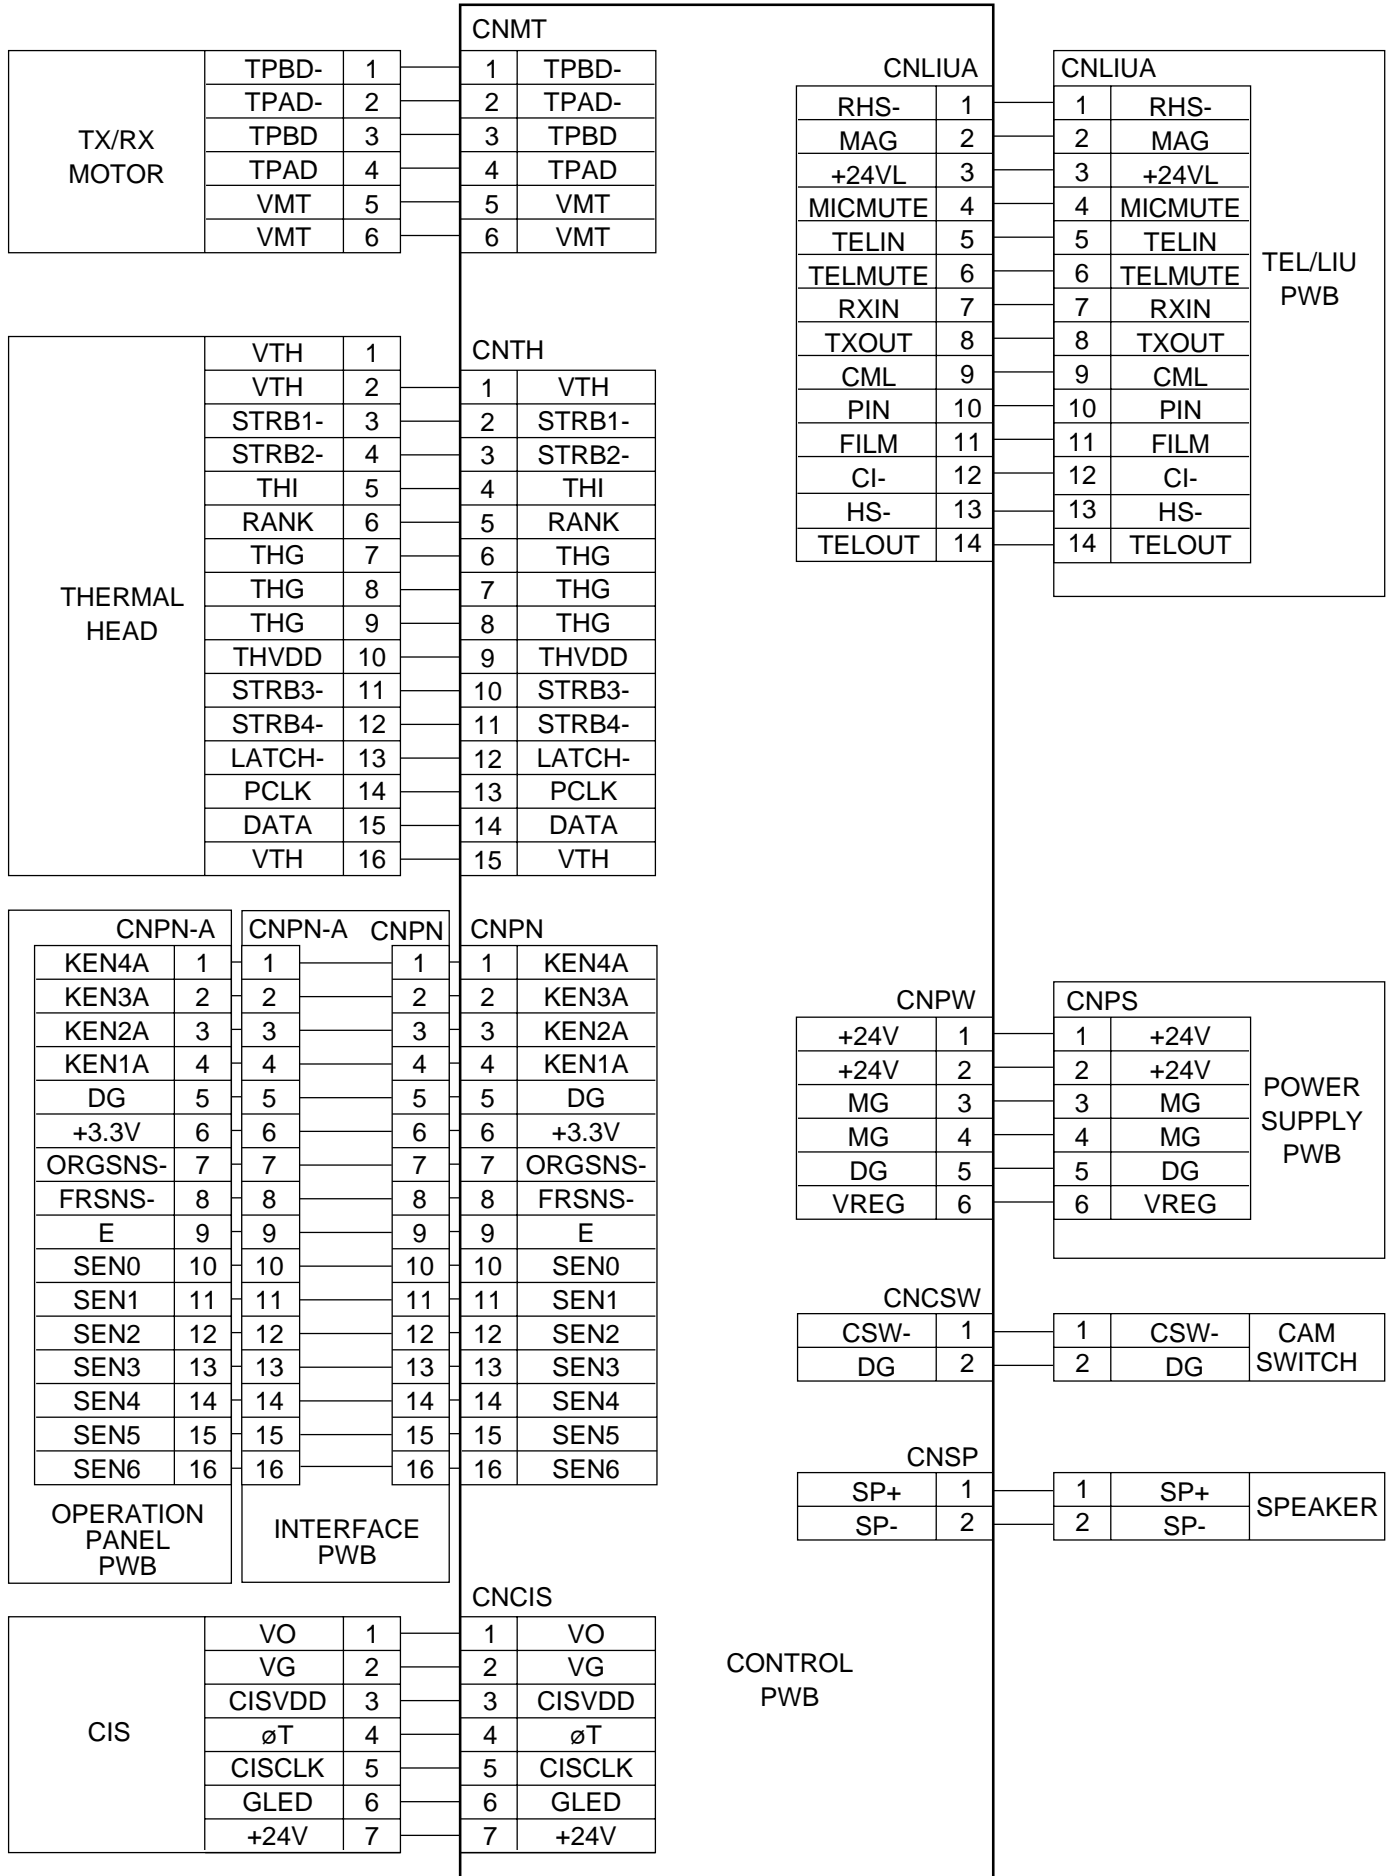 CNMT
TX/RX
MOTOR
TPBD- 1 1 TPBD-
TPAD- 2 2 TPAD-
TPBD 3 3 TPBD
TPAD 4 4 TPAD
VMT 5 5 VMT
VMT 6 6 VMT
THERMAL
HEAD
CNTH
VTH 1
VTH 2 1 VTH
STRB1- 3 2 STRB1-
STRB2- 4 3 STRB2-
THI 5 4 THI
RANK 6 5 RANK
THG 7 6 THG
THG 8 7 THG
THG 9 8 THG
THVDD 10 9 THVDD
STRB3- 11 10 STRB3-
STRB4- 12 11 STRB4-
LATCH- 13 12 LATCH-
PCLK 14 13 PCLK
DATA 15 14 DATA
VTH 16 15 VTH
CNPN-A CNPN-A CNPN CNPN
KEN4A 1 1 1 1 KEN4A
KEN3A 2 2 2 2 KEN3A
KEN2A 3 3 3 3 KEN2A
KEN1A 4 4 4 4 KEN1A
DG 5 5 5 5 DG
+3.3V 6 6 6 6 +3.3V
ORGSNS- 7 7 7 7 ORGSNS-
FRSNS- 8 8 8 8 FRSNS-
E 9 9 9 9 E
SEN0 10 10 10 10 SEN0
SEN1 11 11 11 11 SEN1
SEN2 12 12 12 12 SEN2
SEN3 13 13 13 13 SEN3
SEN4 14 14 14 14 SEN4
SEN5 15 15 15 15 SEN5
SEN6 16 16 16 16 SEN6
OPERATION
PANEL
PWB
INTERFACE
PWB
CNCIS
CIS
VO 1 1 VO
VG 2 2 VG
CISVDD 3 3 CISVDD
øT 4 4 øT
CISCLK 5 5 CISCLK
GLED 6 6 GLED
+24V 7 7 +24V
CONTROL
PWB
CNLIUA CNLIUA
RHS- 1 1 RHS-
MAG 2 2 MAG
+24VL 3 3 +24VL
MICMUTE 4 4 MICMUTE
TELIN 5 5 TELIN
TELMUTE 6 6 TELMUTE
RXIN 7 7 RXIN
TXOUT 8 8 TXOUT
CML 9 9 CML
PIN 10 10 PIN
FILM 11 11 FILM
CI- 12 12 CI-
HS- 13 13 HS-
TELOUT 14 14 TELOUT
TEL/LIU
PWB
CNPW CNPS
+24V 1 1 +24V
+24V 2 2 +24V
MG 3 3 MG
MG 4 4 MG
DG 5 5 DG
VREG 6 6 VREG
POWER
SUPPLY
PWB
CNCSW
CSW- 1 1 CSW-
DG 2 2 DG
CAM
SWITCH
CNSP
SP+ 1 1 SP+
SP- 2 2 SP-
SPEAKER